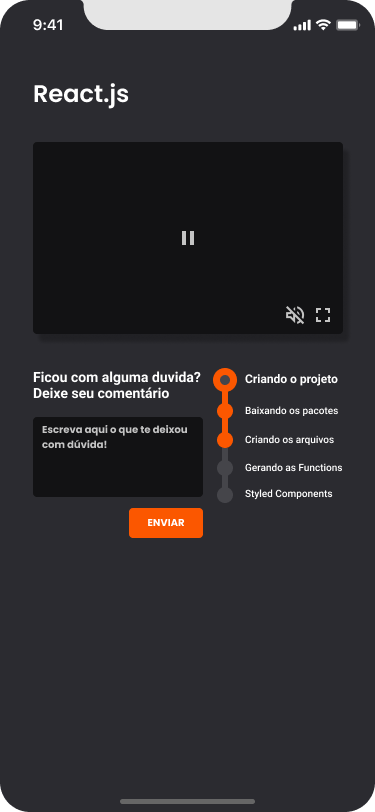 9:41
React.js
Ficou com alguma duvida?
Deixe seu comentário
Escreva aqui o que te deixou
com dúvida!
ENVIAR
Criando o projeto
Baixando os pacotes
Criando os arquivos
Gerando as Functions
Styled Components